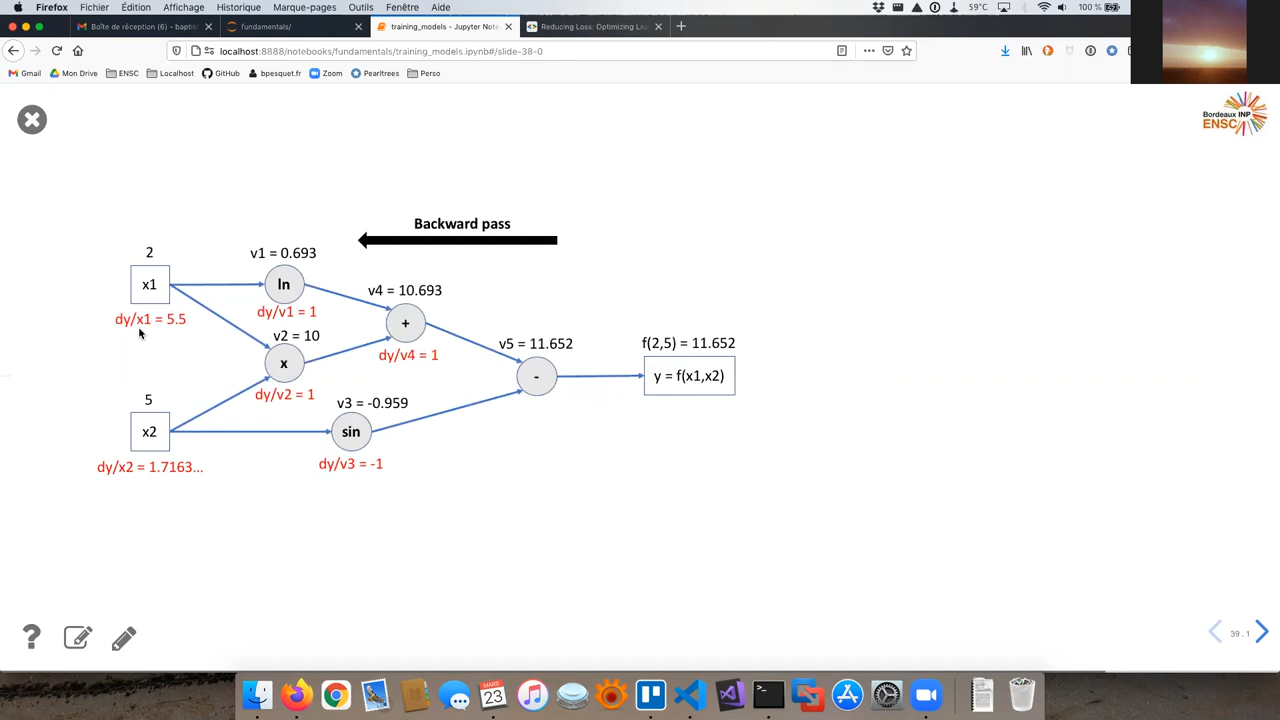 Firefox Fichier Édition Affichage Historique Marque-pages Outils Fenêtre Aide 59°C 100 %
Boîte de réception (6) – baptis
fundamentals/
training_models - Jupyter Not
Reducing Loss: Optimizing Lea
localhost:8888/notebooks/fundamentals/training_models.ipynb#/slide-38-0
Gmail Mon Drive ENSC Localhost GitHub bpesquet.fr Zoom Pearltrees Perso
Bordeaux INP
ENSC
Backward pass
2
v1 = 0.693
x1
ln
v4 = 10.693
dy/x1 = 5.5
dy/v1 = 1
+
v2 = 10
v5 = 11.652
f(2,5) = 11.652
dy/v4 = 1
x
-
y = f(x1,x2)
dy/v2 = 1
5
v3 = -0.959
x2
sin
dy/x2 = 1.7163...
dy/v3 = -1
39 . 1
MARS
23